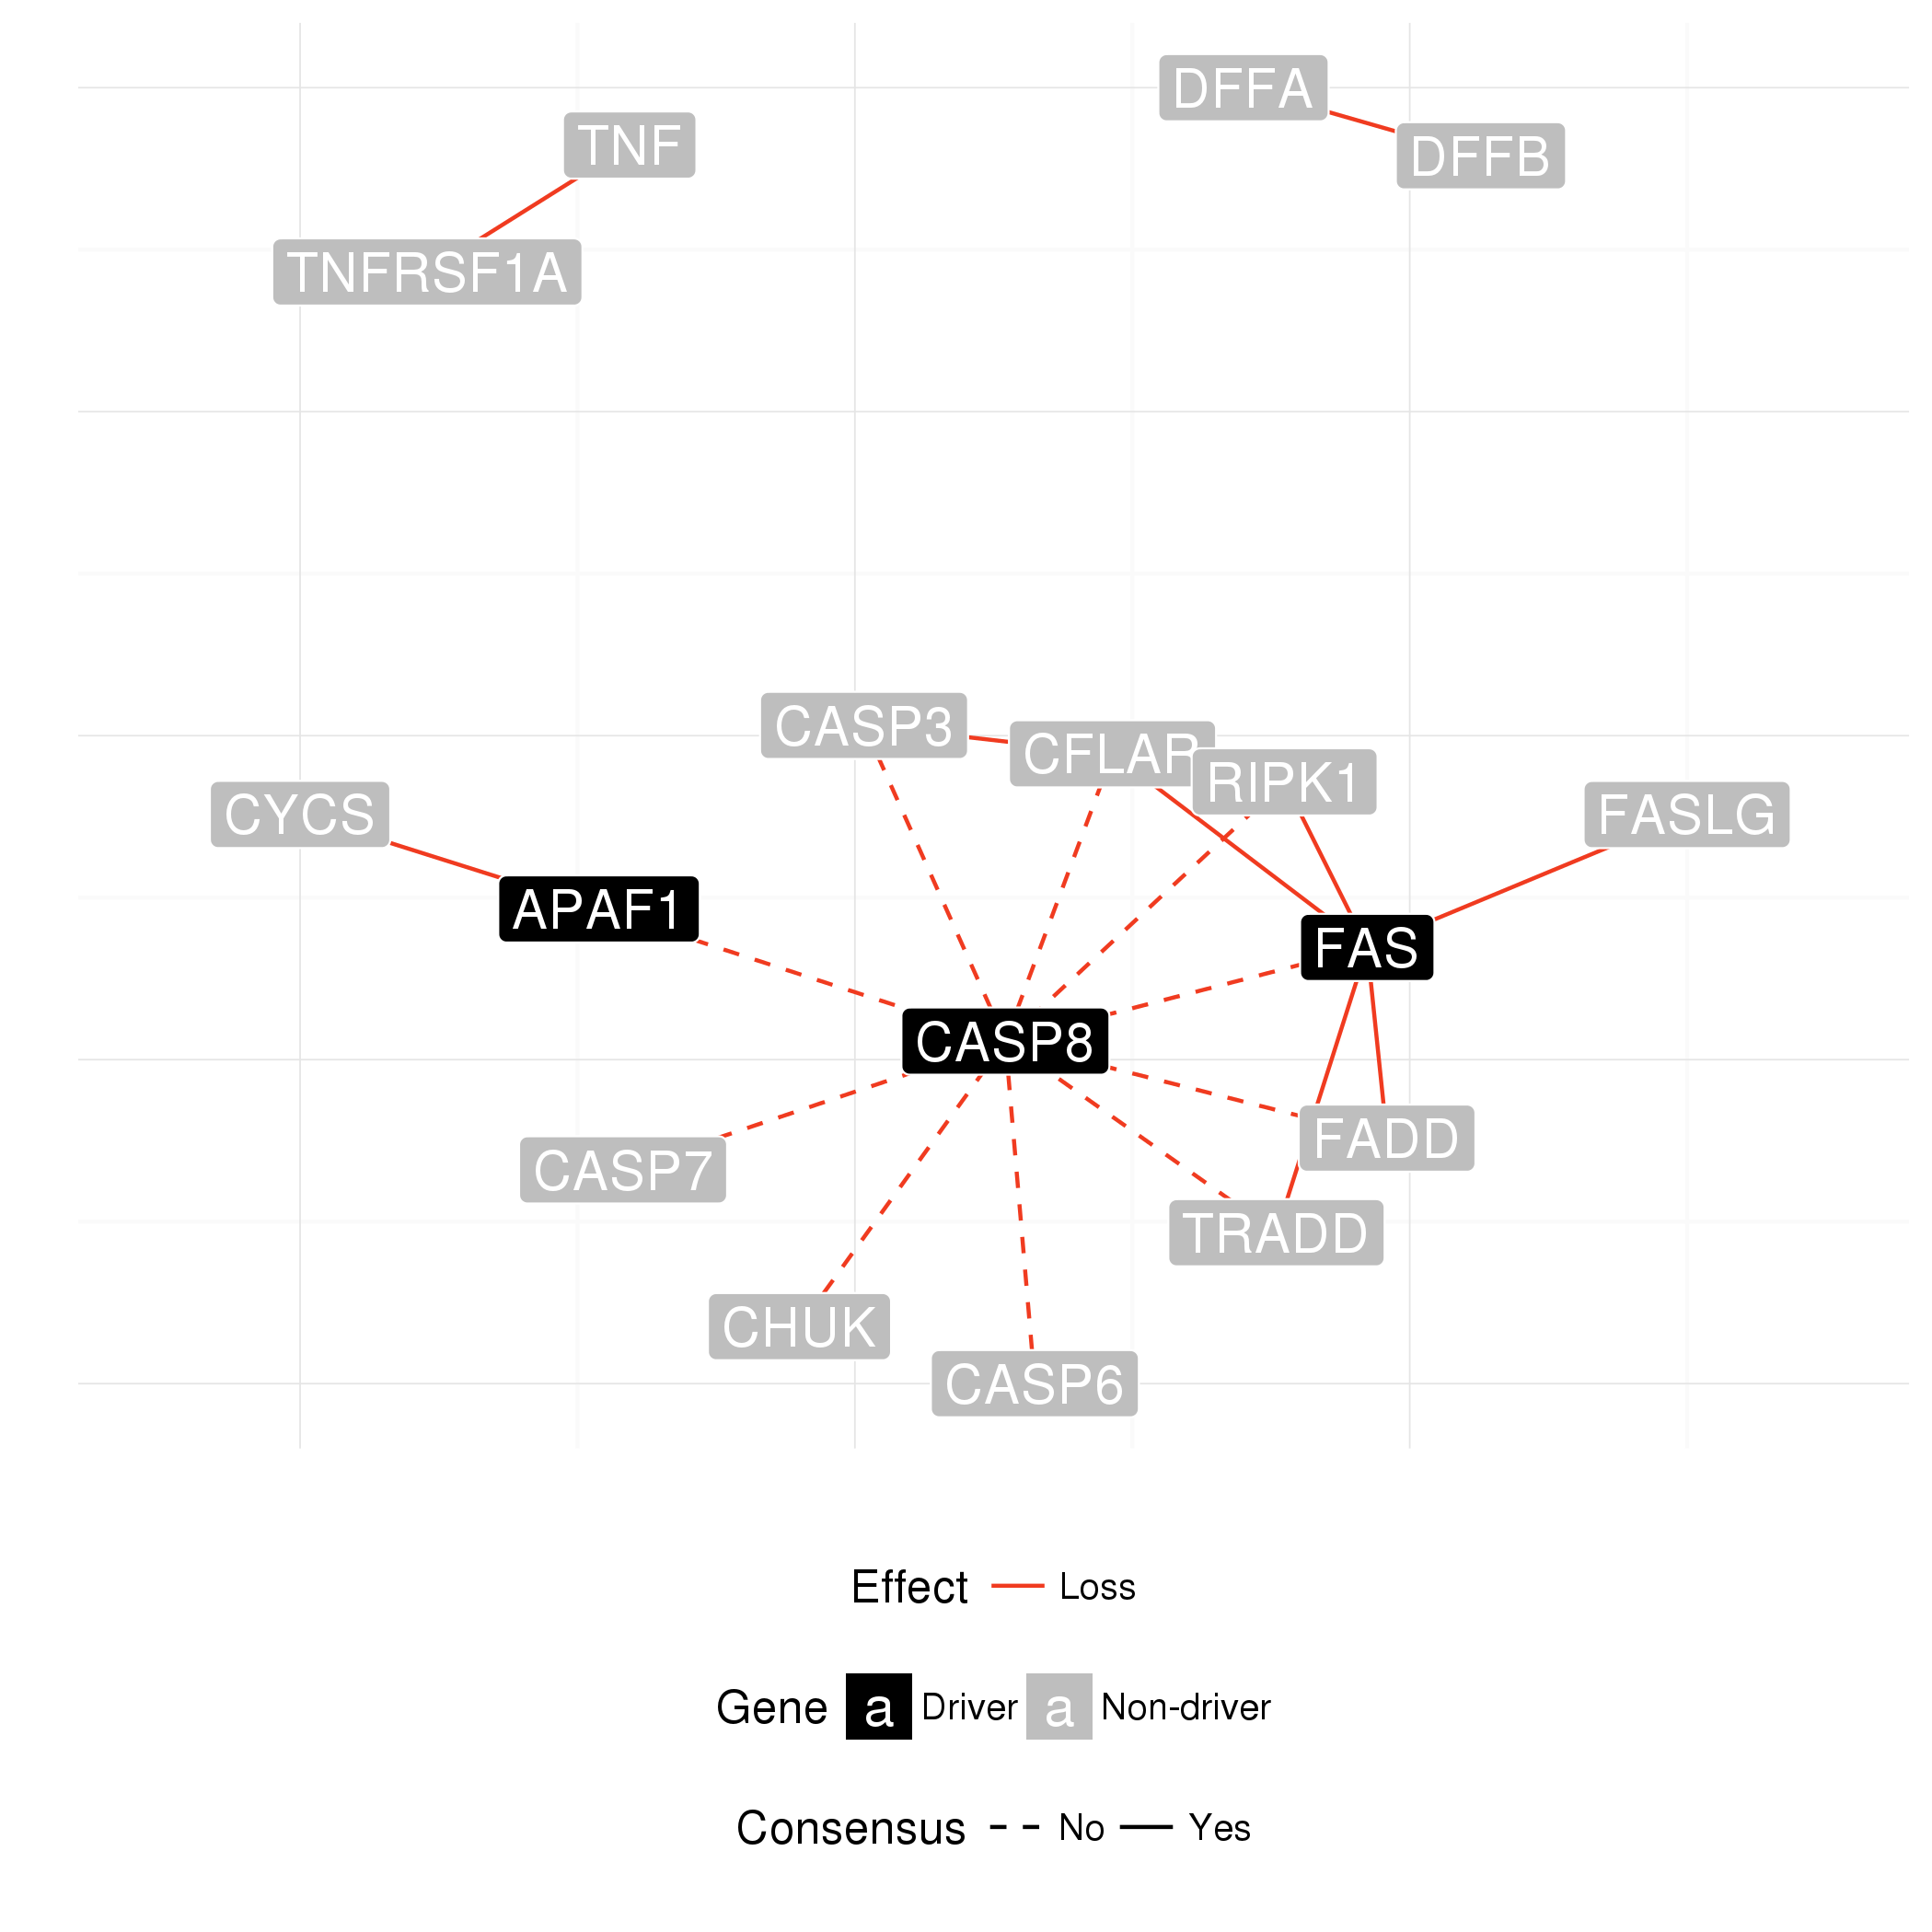 DFFA
TNF
DFFB
TNFRSF1A
CASP3
CFLAR
RIPK1
CYCS
FASLG
APAF1
FAS
CASP8
FADD
CASP7
TRADD
CHUK
CASP6
Effect Loss
Gene a Driver a Non-driver
Consensus No Yes